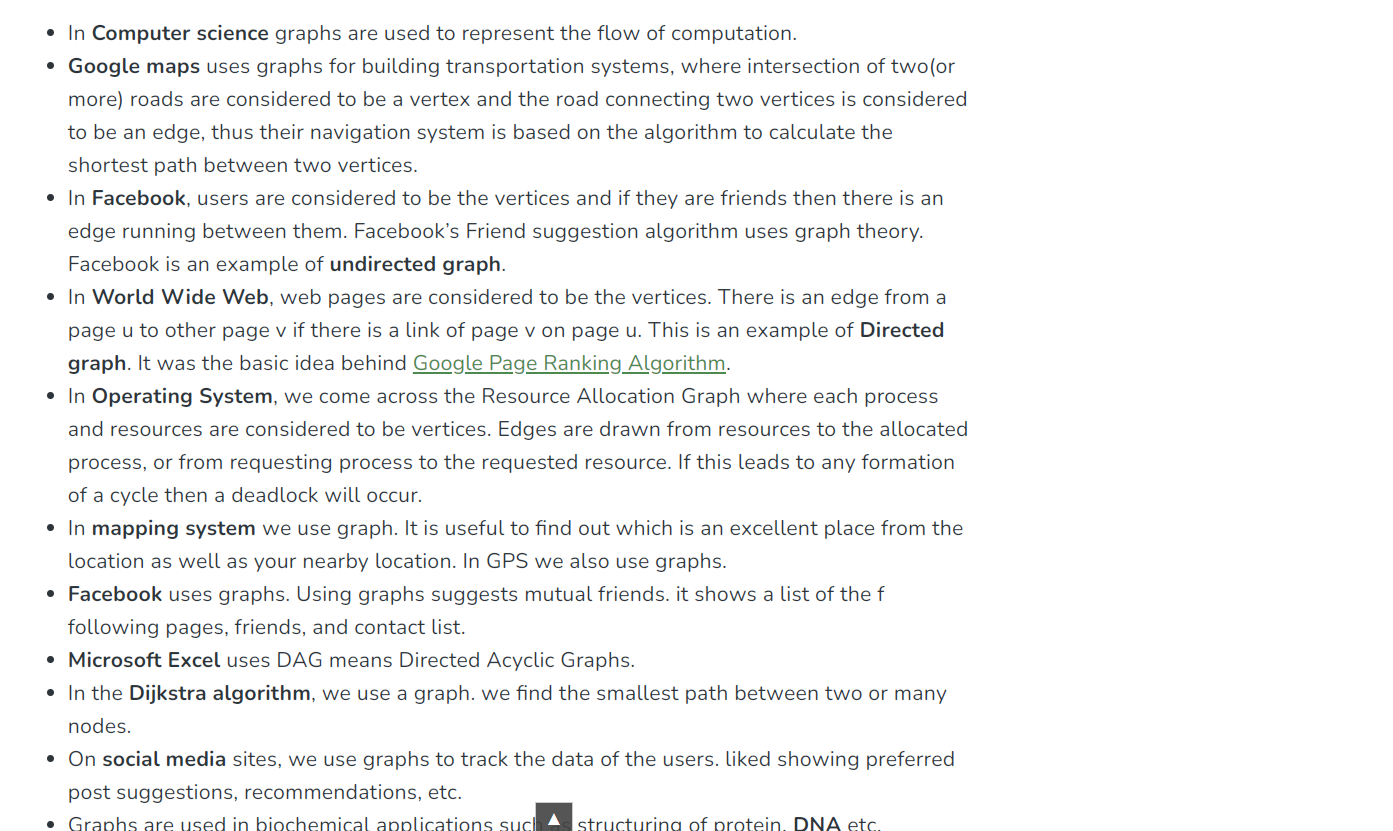 In Computer science graphs are used to represent the flow of computation.
Google maps uses graphs for building transportation systems, where intersection of two(or
more) roads are considered to be a vertex and the road connecting two vertices is considered
to be an edge, thus their navigation system is based on the algorithm to calculate the
shortest path between two vertices.
In Facebook, users are considered to be the vertices and if they are friends then there is an
edge running between them. Facebook’s Friend suggestion algorithm uses graph theory.
Facebook is an example of undirected graph.
In World Wide Web, web pages are considered to be the vertices. There is an edge from a
page u to other page v if there is a link of page v on page u. This is an example of Directed
graph. It was the basic idea behind Google Page Ranking Algorithm.
In Operating System, we come across the Resource Allocation Graph where each process
and resources are considered to be vertices. Edges are drawn from resources to the allocated
process, or from requesting process to the requested resource. If this leads to any formation
of a cycle then a deadlock will occur.
In mapping system we use graph. It is useful to find out which is an excellent place from the
location as well as your nearby location. In GPS we also use graphs.
Facebook uses graphs. Using graphs suggests mutual friends. it shows a list of the f
following pages, friends, and contact list.
Microsoft Excel uses DAG means Directed Acyclic Graphs.
In the Dijkstra algorithm, we use a graph. we find the smallest path between two or many
nodes.
On social media sites, we use graphs to track the data of the users. liked showing preferred
post suggestions, recommendations, etc.
Graphs are used in biochemical applications such as structuring of protein, DNA etc.